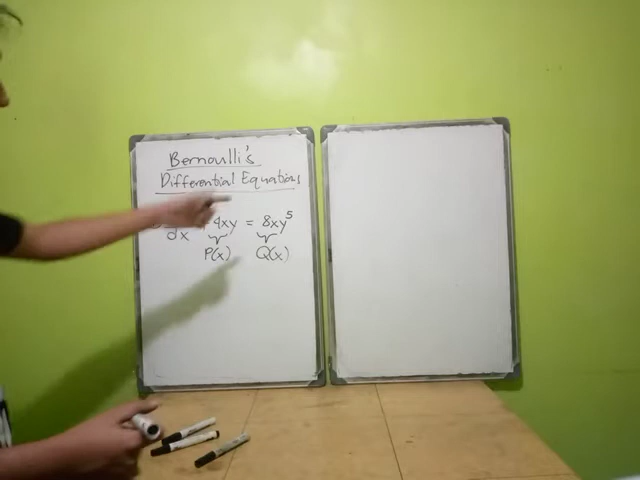 Bernoulli's
Differential Equations
dx 4xy = 8xy⁵
P(x) Q(x)